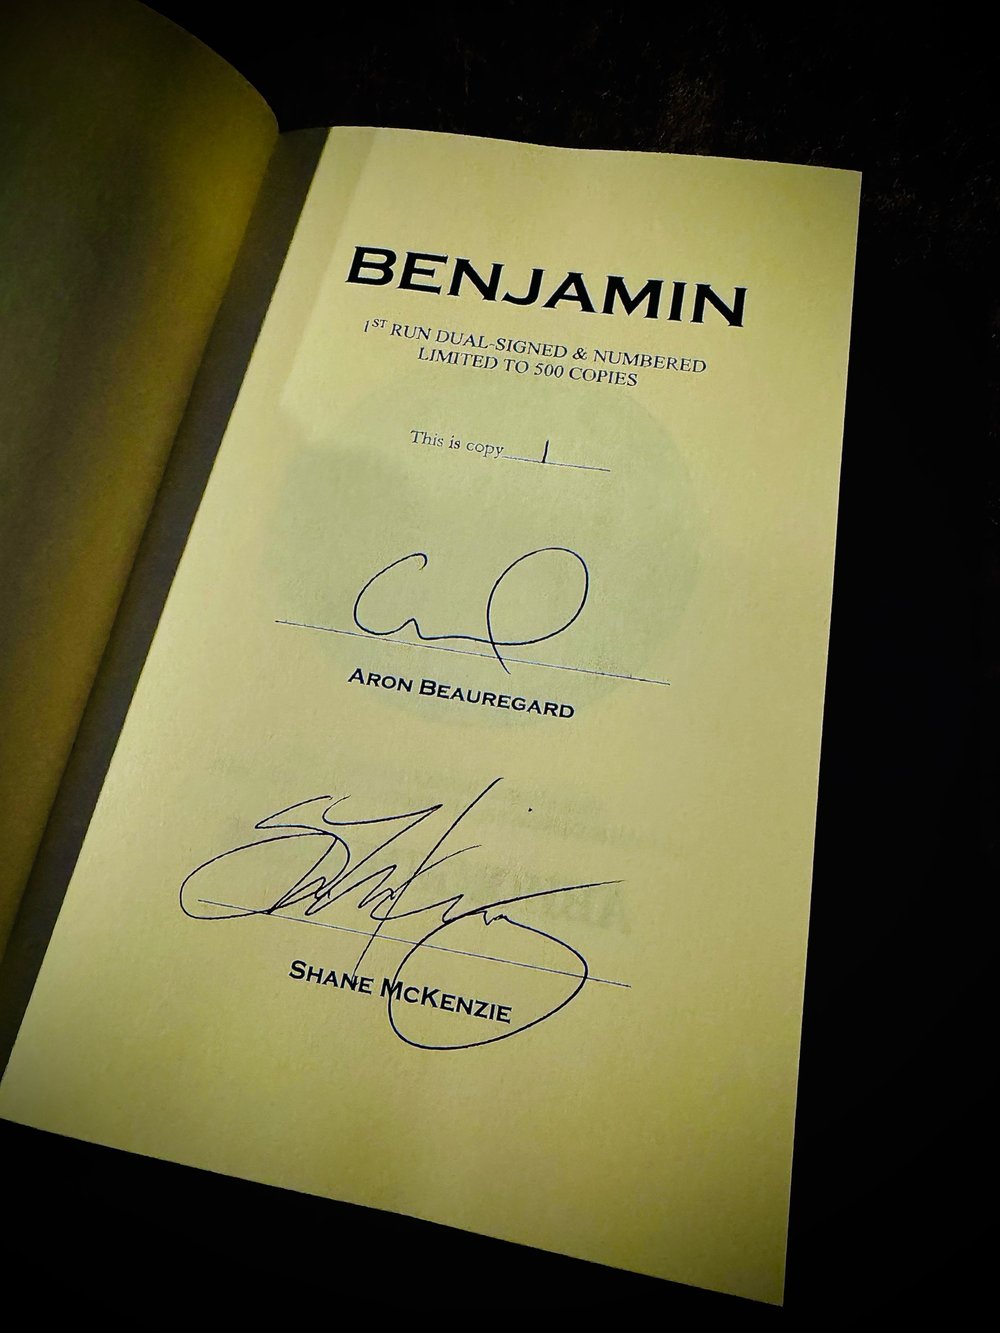 BENJAMIN
1ST RUN DUAL-SIGNED & NUMBERED
LIMITED TO 500 COPIES
This is copy 1
ARON BEAUREGARD
SHANE MCKENZIE